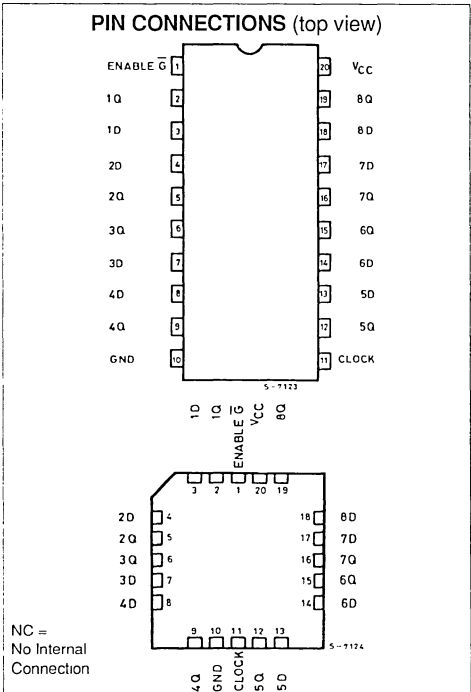 PIN CONNECTIONS (top view)
ENABLE G̅ 1 20 VCC
1Q 2 19 8Q
1D 3 18 8D
2D 4 17 7D
2Q 5 16 7Q
3Q 6 15 6Q
3D 7 14 6D
4D 8 13 5D
4Q 9 12 5Q
GND 10 11 CLOCK
S-7123
1D 1Q ENABLE G̅ VCC 8Q
3 2 1 20 19
2D 4 18 8D
2Q 5 17 7D
3Q 6 16 7Q
3D 7 15 6Q
4D 8 14 6D
9 10 11 12 13
S-7124
4Q GND CLOCK 5Q 5D
NC =
No Internal
Connection